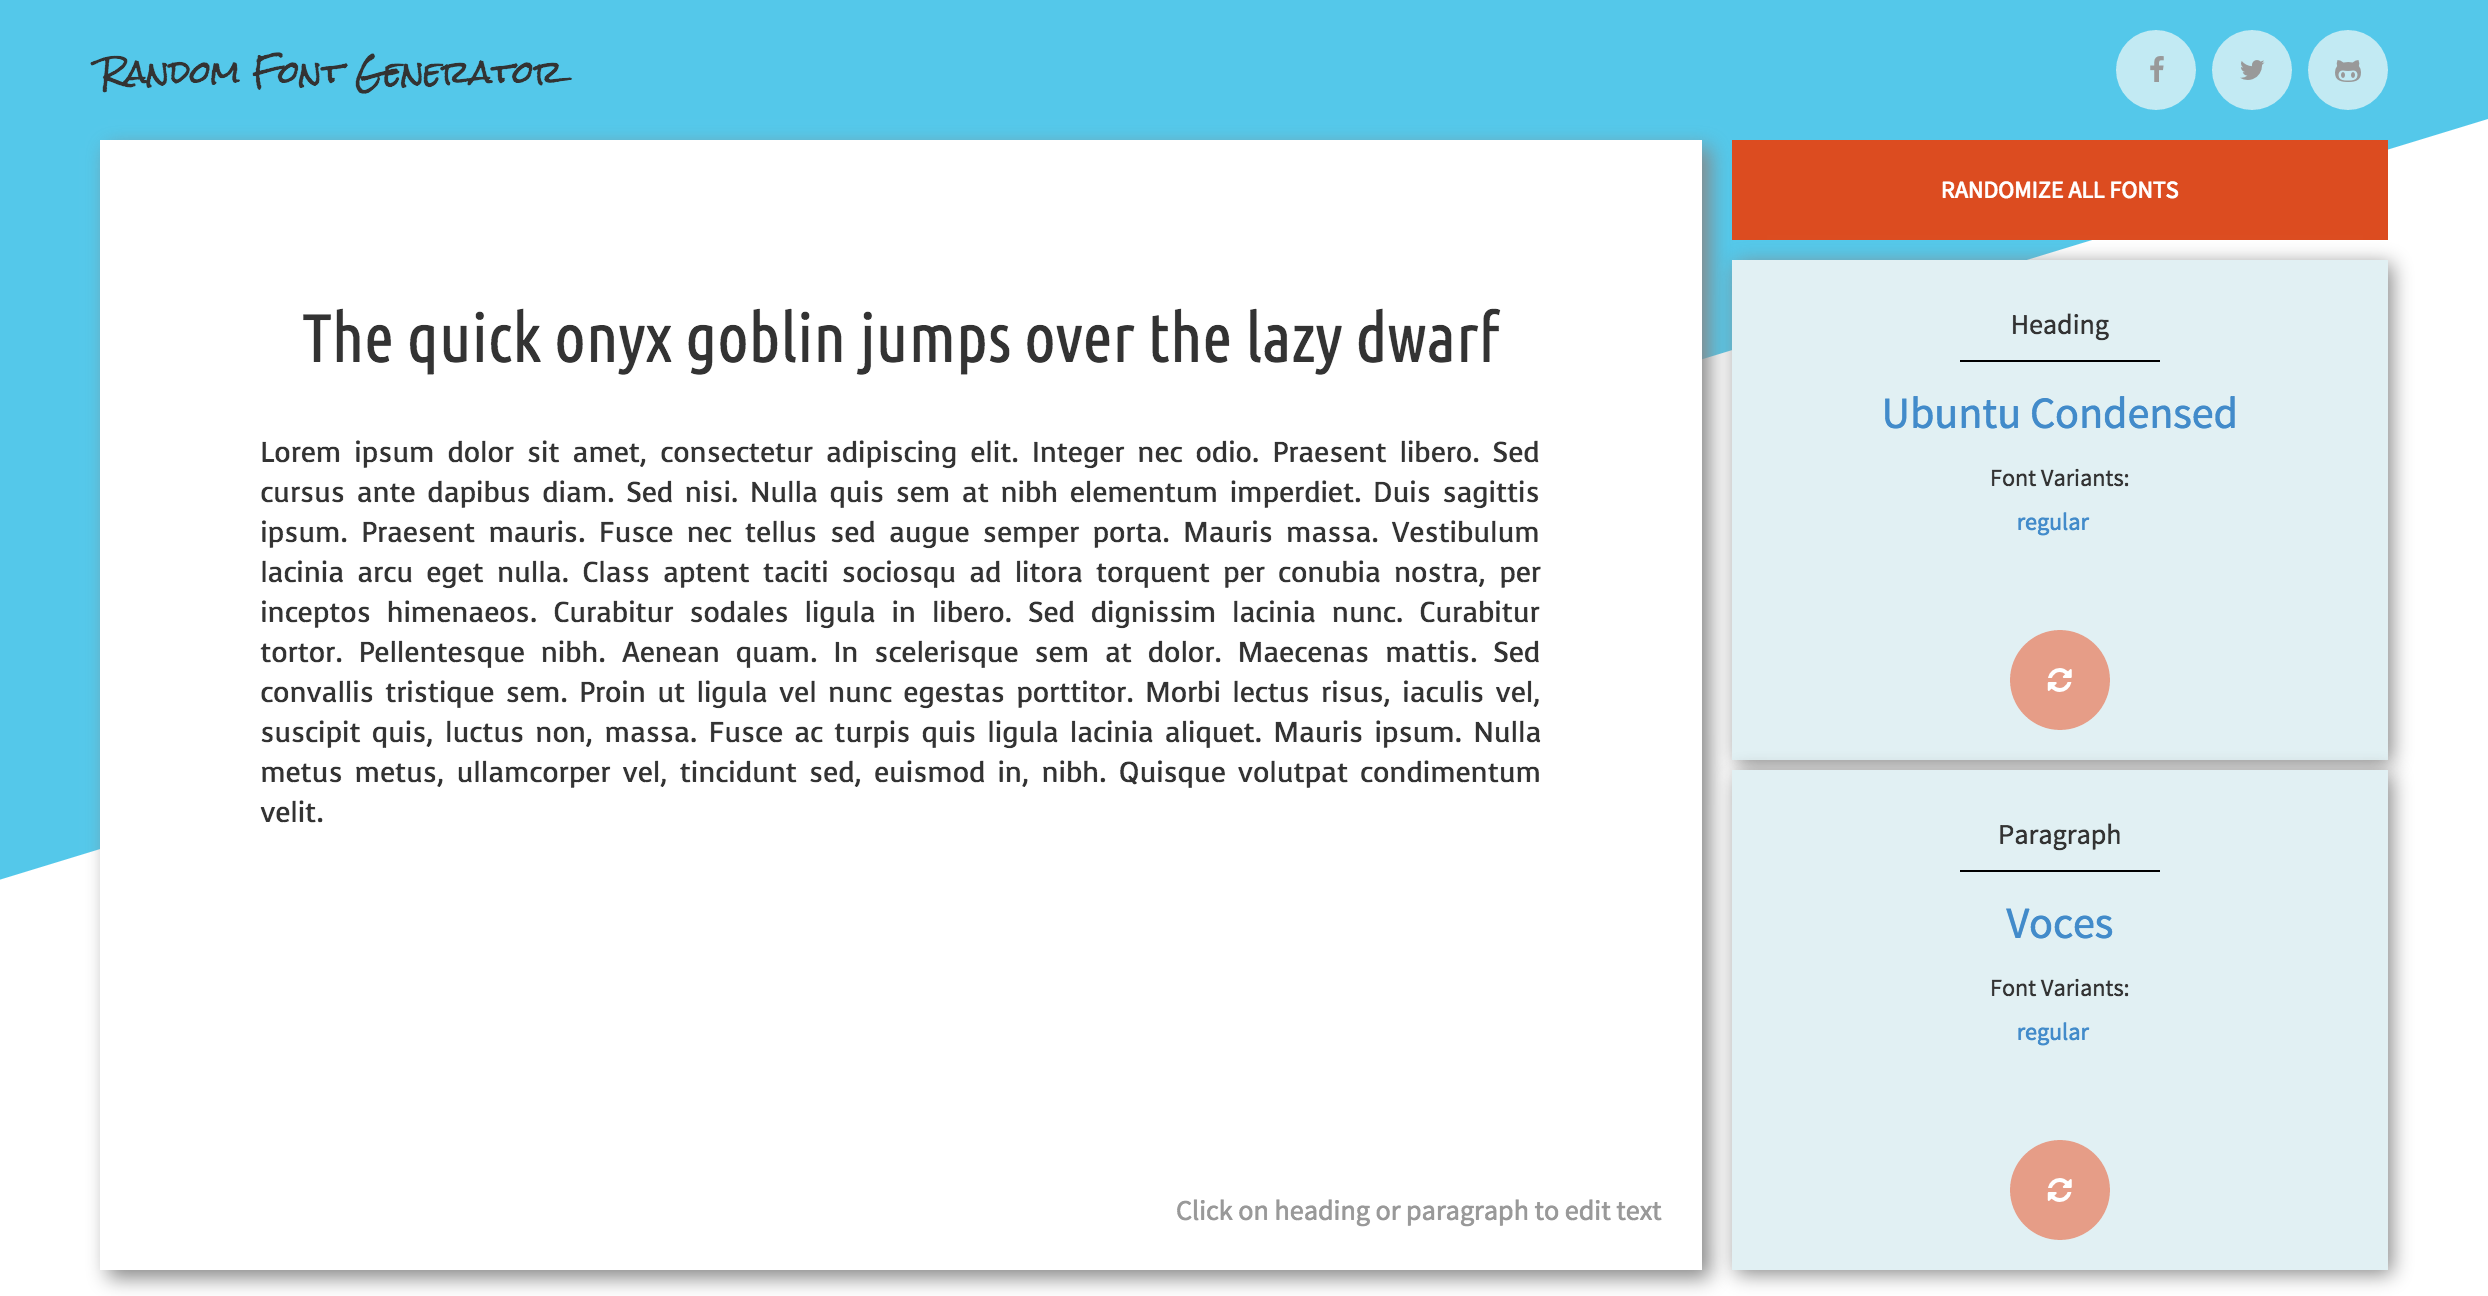 Random Font Generator
RANDOMIZE ALL FONTS
The quick onyx goblin jumps over the lazy dwarf
Lorem ipsum dolor sit amet, consectetur adipiscing elit. Integer nec odio. Praesent libero. Sed
cursus ante dapibus diam. Sed nisi. Nulla quis sem at nibh elementum imperdiet. Duis sagittis
ipsum. Praesent mauris. Fusce nec tellus sed augue semper porta. Mauris massa. Vestibulum
lacinia arcu eget nulla. Class aptent taciti sociosqu ad litora torquent per conubia nostra, per
inceptos himenaeos. Curabitur sodales ligula in libero. Sed dignissim lacinia nunc. Curabitur
tortor. Pellentesque nibh. Aenean quam. In scelerisque sem at dolor. Maecenas mattis. Sed
convallis tristique sem. Proin ut ligula vel nunc egestas porttitor. Morbi lectus risus, iaculis vel,
suscipit quis, luctus non, massa. Fusce ac turpis quis ligula lacinia aliquet. Mauris ipsum. Nulla
metus metus, ullamcorper vel, tincidunt sed, euismod in, nibh. Quisque volutpat condimentum
velit.
Click on heading or paragraph to edit text
Heading
Ubuntu Condensed
Font Variants:
regular
Paragraph
Voces
Font Variants:
regular